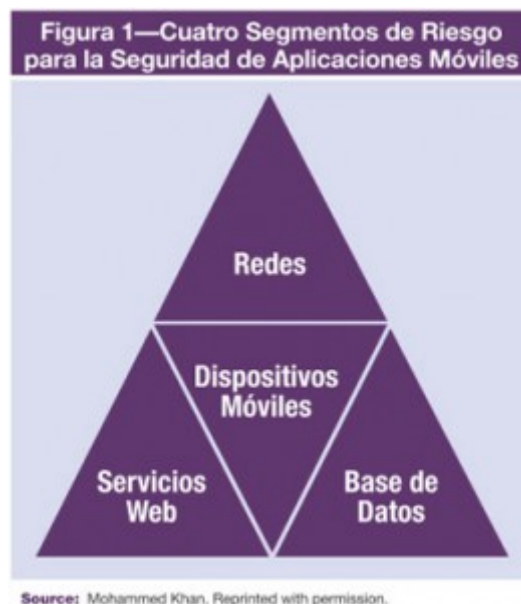 Figura 1—Cuatro Segmentos de Riesgo
para la Seguridad de Aplicaciones Móviles
Redes
Dispositivos
Móviles
Servicios
Web
Base de
Datos
Source: Mohammed Khan. Reprinted with permission.